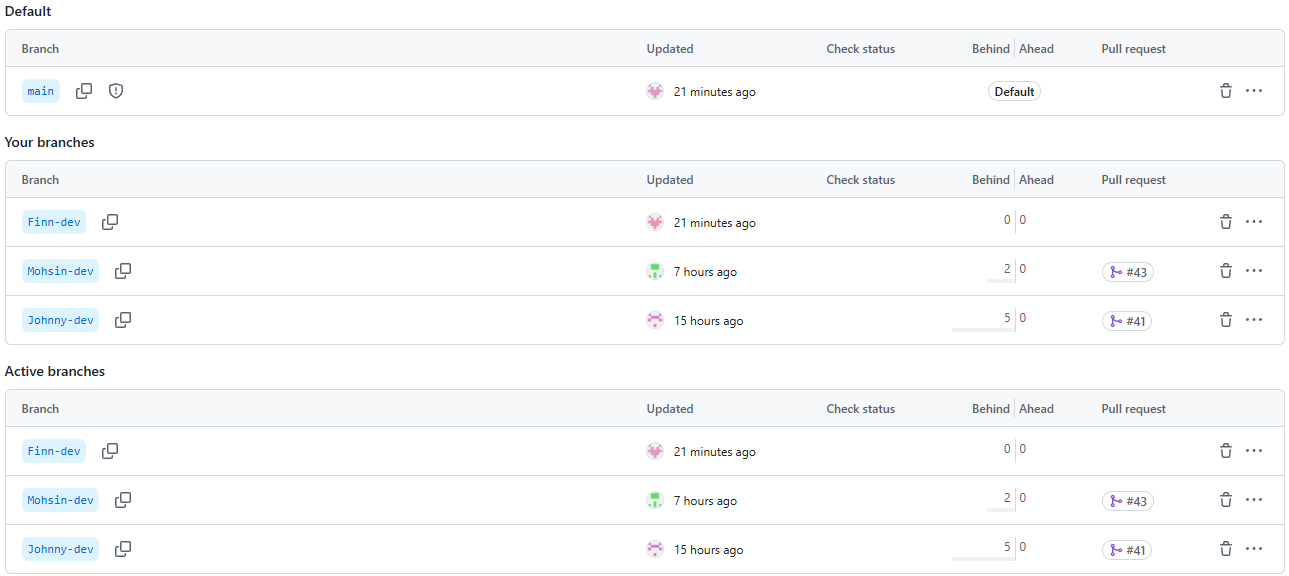 Default
Branch Updated Check status Behind Ahead Pull request
main 21 minutes ago Default
Your branches
Branch Updated Check status Behind Ahead Pull request
Finn-dev 21 minutes ago 0 0
Mohsin-dev 7 hours ago 2 0 #43
Johnny-dev 15 hours ago 5 0 #41
Active branches
Branch Updated Check status Behind Ahead Pull request
Finn-dev 21 minutes ago 0 0
Mohsin-dev 7 hours ago 2 0 #43
Johnny-dev 15 hours ago 5 0 #41